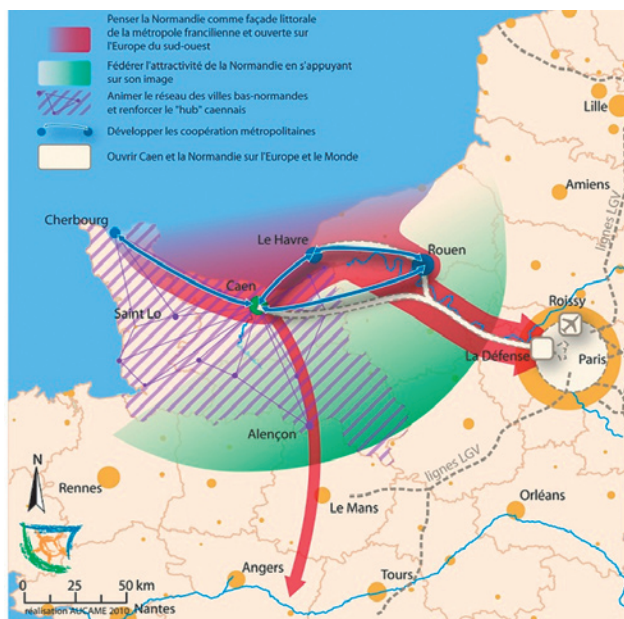 Penser la Normandie comme façade littorale
de la métropole francilienne et ouverte sur
l'Europe du sud-ouest
Fédérer l'attractivité de la Normandie en s'appuyant
sur son image
Animer le réseau des villes bas-normandes
et renforcer le "hub" caennais
Développer les coopération métropolitaines
Ouvrir Caen et la Normandie sur l'Europe et le Monde
Lille
Amiens
lignes LGV
Cherbourg
Le Havre
Rouen
Caen
Saint Lo
Roissy
La Défense
Paris
Alençon
lignes LGV
Rennes
Le Mans
Orléans
N
Angers
Tours
0 25 50 km
réalisation AUCAME 2010
Nantes